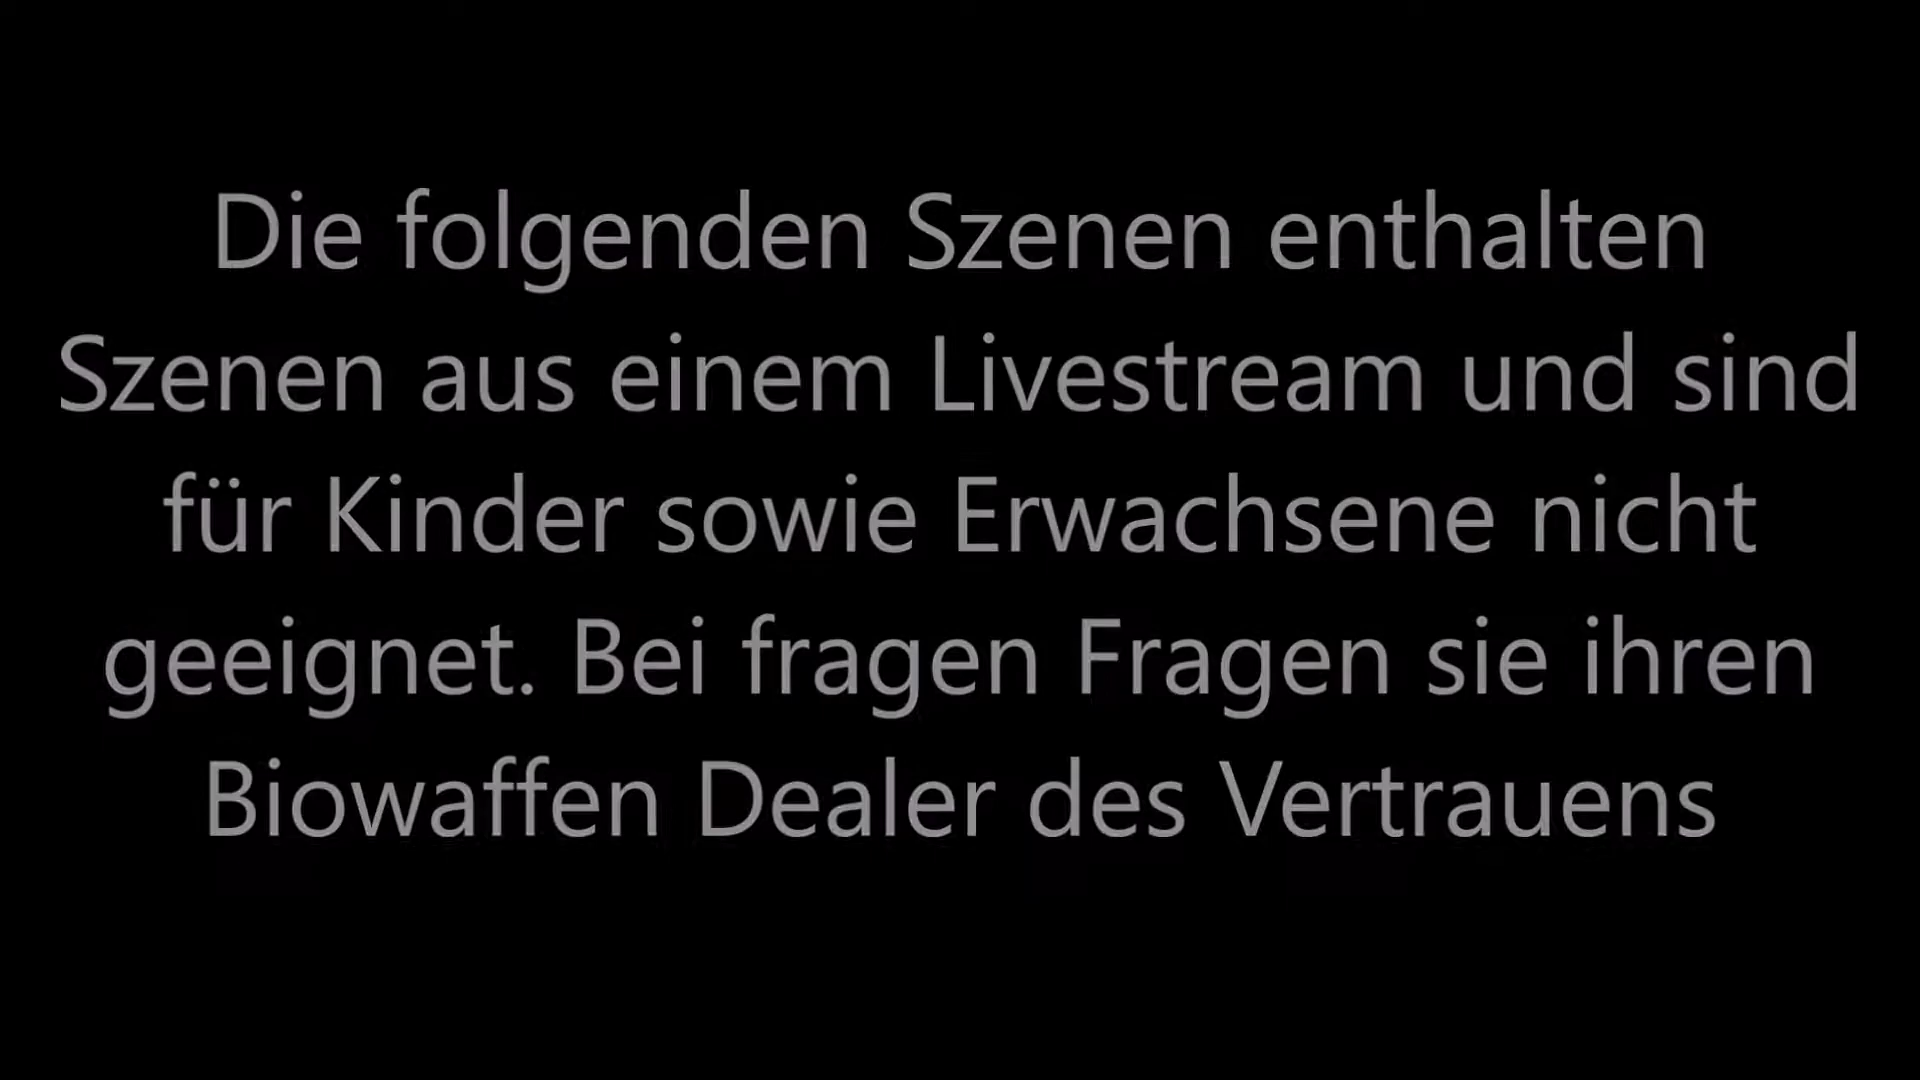 Die folgenden Szenen enthalten
Szenen aus einem Livestream und sind
für Kinder sowie Erwachsene nicht
geeignet. Bei fragen Fragen sie ihren
Biowaffen Dealer des Vertrauens